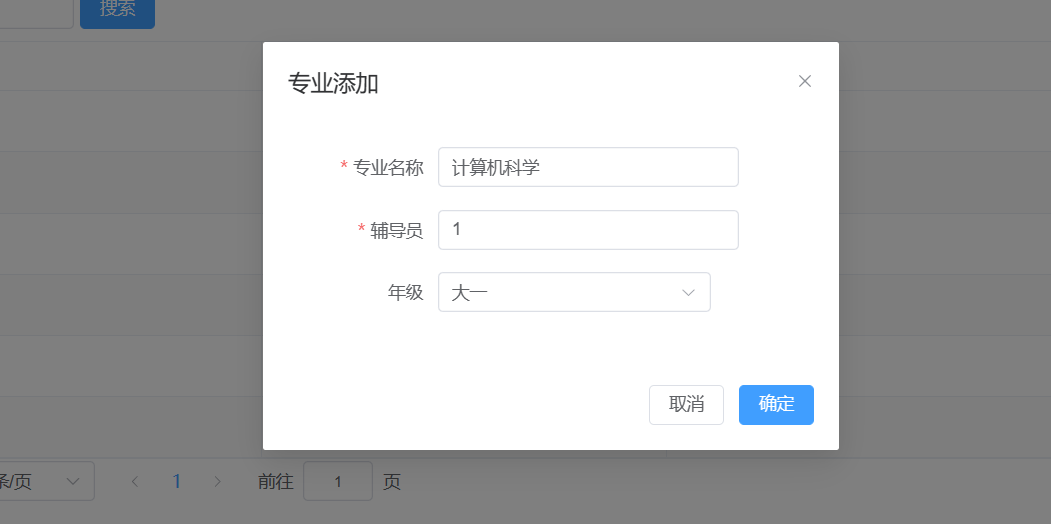 搜索
专业添加
* 专业名称 计算机科学
* 辅导员 1
年级 大一
取消 确定
条/页 1 前往 1 页